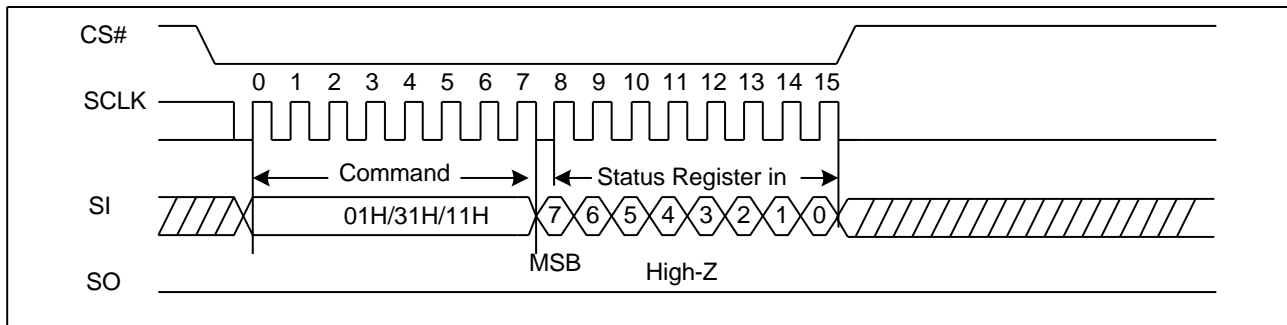 CS#
0 1 2 3 4 5 6 7 8 9 10 11 12 13 14 15
SCLK
Command Status Register in
SI
01H/31H/11H 7 6 5 4 3 2 1 0
MSB High-Z
SO